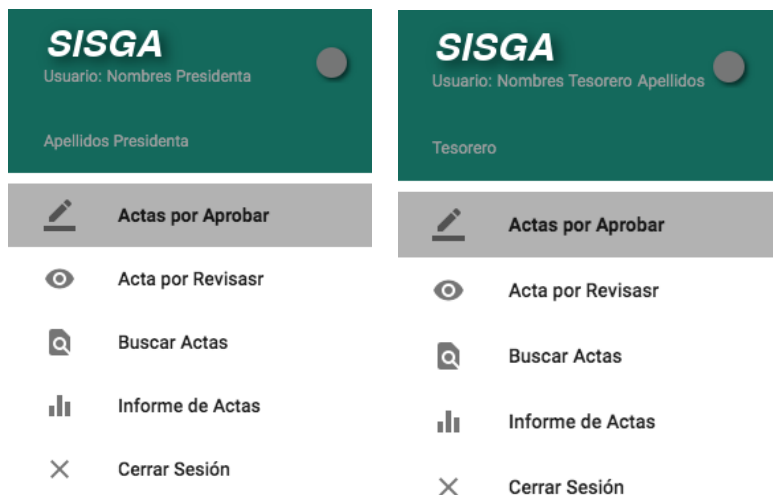 SISGA
Usuario: Nombres Presidenta
Apellidos Presidenta
Actas por Aprobar
Acta por Revisasr
Buscar Actas
Informe de Actas
Cerrar Sesión
SISGA
Usuario: Nombres Tesorero Apellidos
Tesorero
Actas por Aprobar
Acta por Revisasr
Buscar Actas
Informe de Actas
Cerrar Sesión